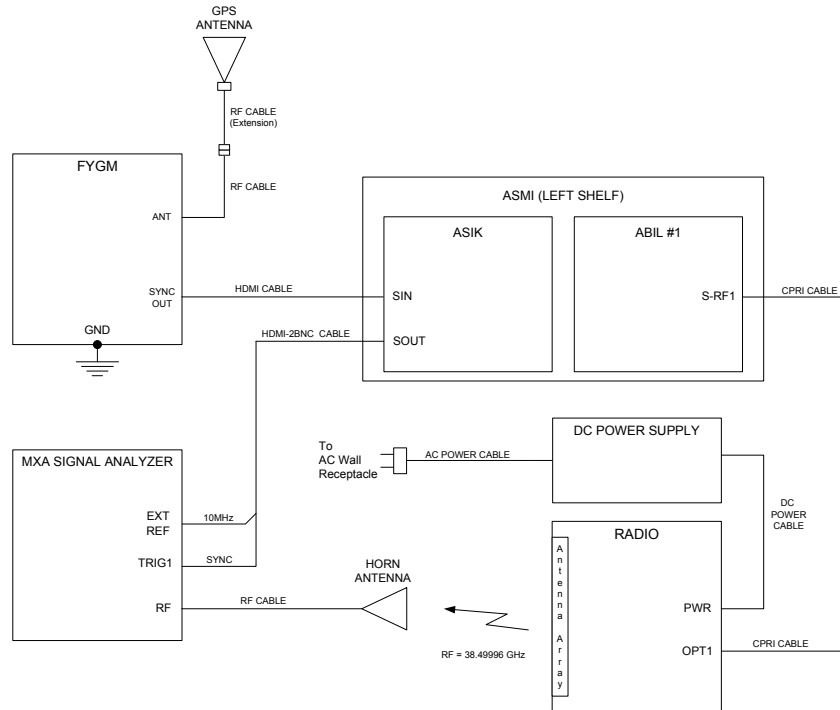 GPS
ANTENNA
RF CABLE
(Extension)
RF CABLE
FYGM
ANT
SYNC
OUT
GND
HDMI CABLE
HDMI-2BNC CABLE
ASMI (LEFT SHELF)
ASIK
SIN
SOUT
ABIL #1
S-RF1
CPRI CABLE
MXA SIGNAL ANALYZER
EXT
REF
10MHz
TRIG1
SYNC
RF
RF CABLE
HORN
ANTENNA
To
AC Wall
Receptacle
AC POWER CABLE
DC POWER SUPPLY
DC
POWER
CABLE
RADIO
Antenna Array
PWR
OPT1
CPRI CABLE
RF = 38.49996 GHz